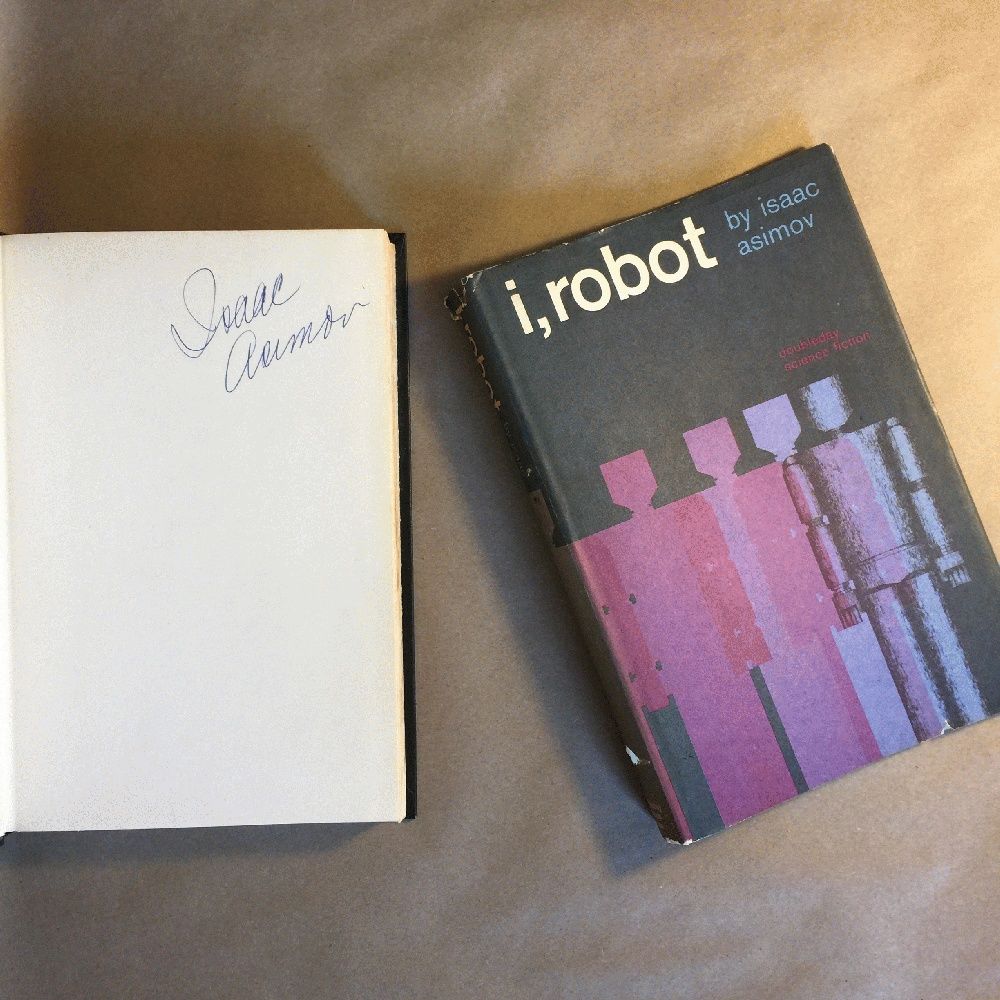 Isaac
Asimov
i, robot
by isaac
asimov
doubleday
science fiction